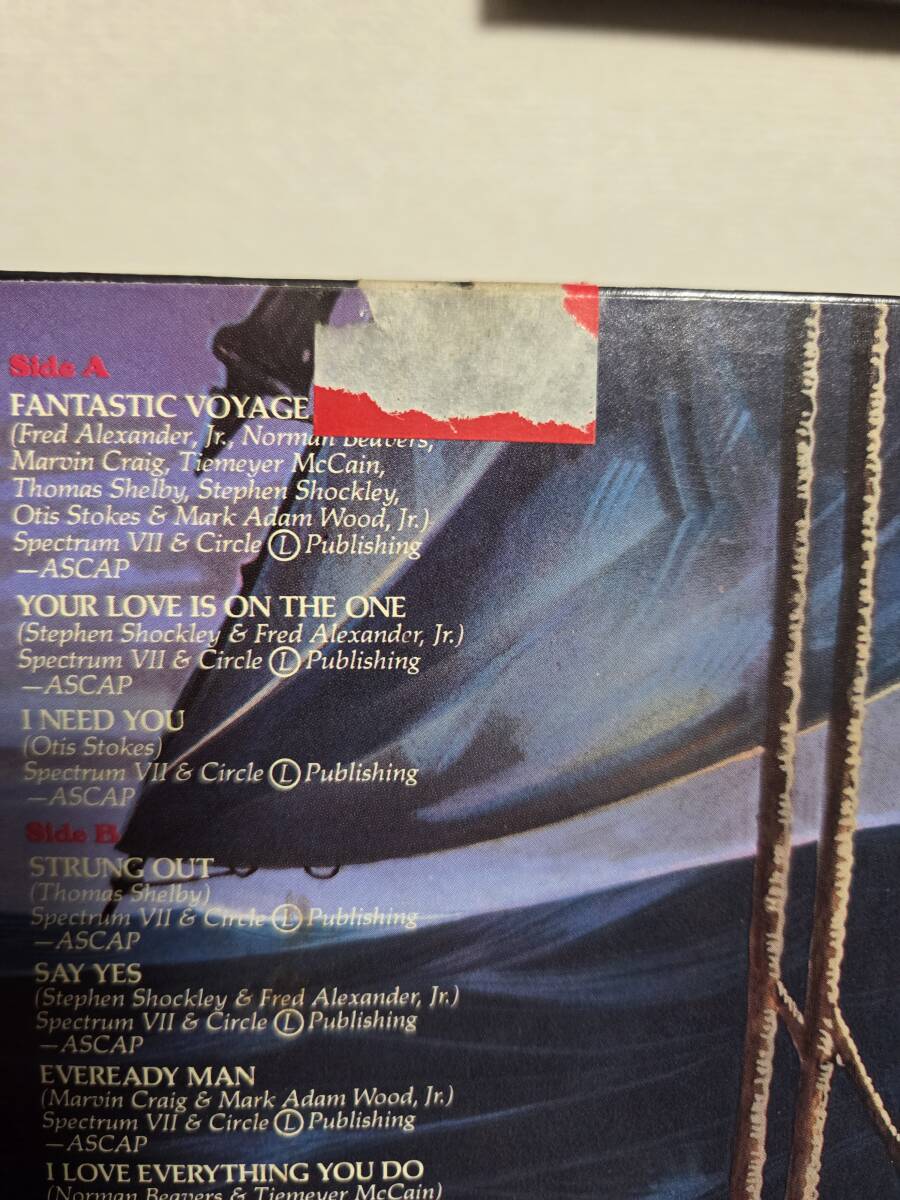 Side A
FANTASTIC VOYAGE
(Fred Alexander, Jr., Norman Beavers,
Marvin Craig, Tiemeyer McCain,
Thomas Shelby, Stephen Shockley,
Otis Stokes & Mark Adam Wood, Jr.)
Spectrum VII & Circle Ⓛ Publishing
—ASCAP
YOUR LOVE IS ON THE ONE
(Stephen Shockley & Fred Alexander, Jr.)
Spectrum VII & Circle Ⓛ Publishing
—ASCAP
I NEED YOU
(Otis Stokes)
Spectrum VII & Circle Ⓛ Publishing
—ASCAP
Side B
STRUNG OUT
(Thomas Shelby)
Spectrum VII & Circle Ⓛ Publishing
—ASCAP
SAY YES
(Stephen Shockley & Fred Alexander, Jr.)
Spectrum VII & Circle Ⓛ Publishing
—ASCAP
EVEREADY MAN
(Marvin Craig & Mark Adam Wood, Jr.)
Spectrum VII & Circle Ⓛ Publishing
—ASCAP
I LOVE EVERYTHING YOU DO
(Norman Beavers & Tiemeyer McCain)